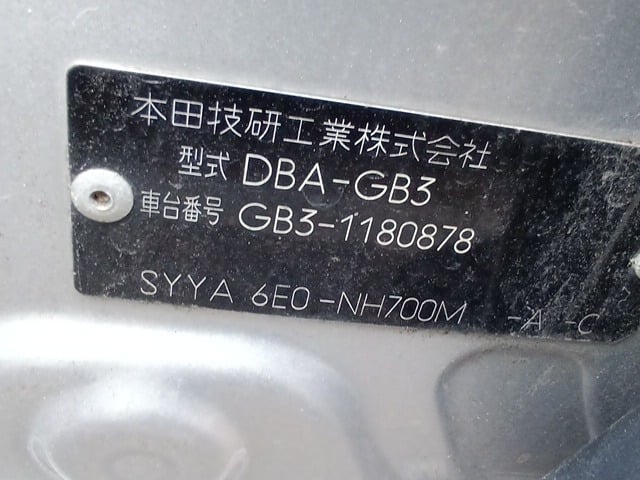 本田技研工業株式会社
型式 DBA-GB3
車台番号 GB3-1180878
SYYA 6E0 -NH700M -A -C